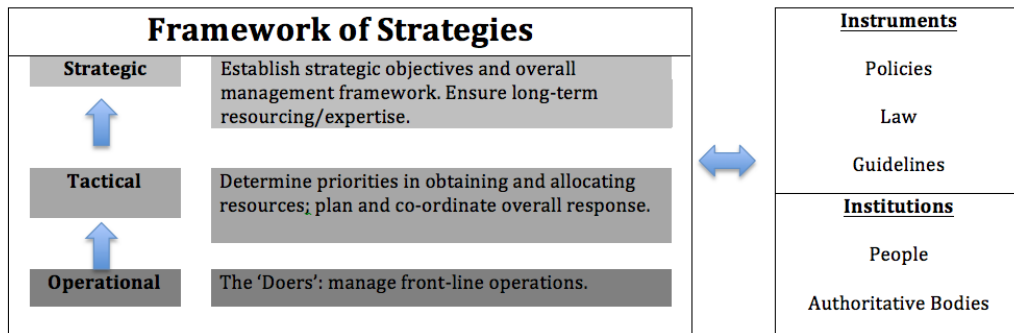 Framework of Strategies
Strategic
Establish strategic objectives and overall
management framework. Ensure long-term
resourcing/expertise.
Tactical
Determine priorities in obtaining and allocating
resources; plan and co-ordinate overall response.
Operational
The ‘Doers’: manage front-line operations.
Instruments
Policies
Law
Guidelines
Institutions
People
Authoritative Bodies